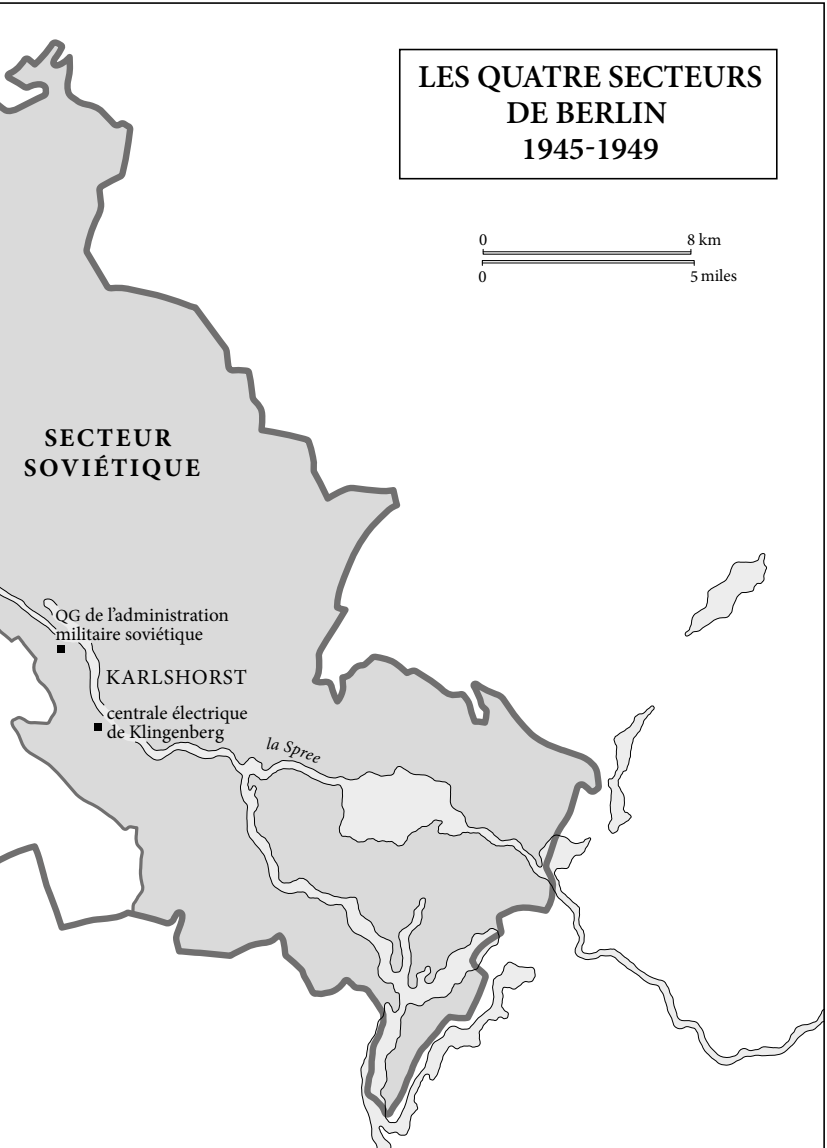 LES QUATRE SECTEURS
DE BERLIN
1945-1949
0 8 km
0 5 miles
SECTEUR
SOVIÉTIQUE
QG de l’administration
militaire soviétique
KARLSHORST
centrale électrique
de Klingenberg
la Spree